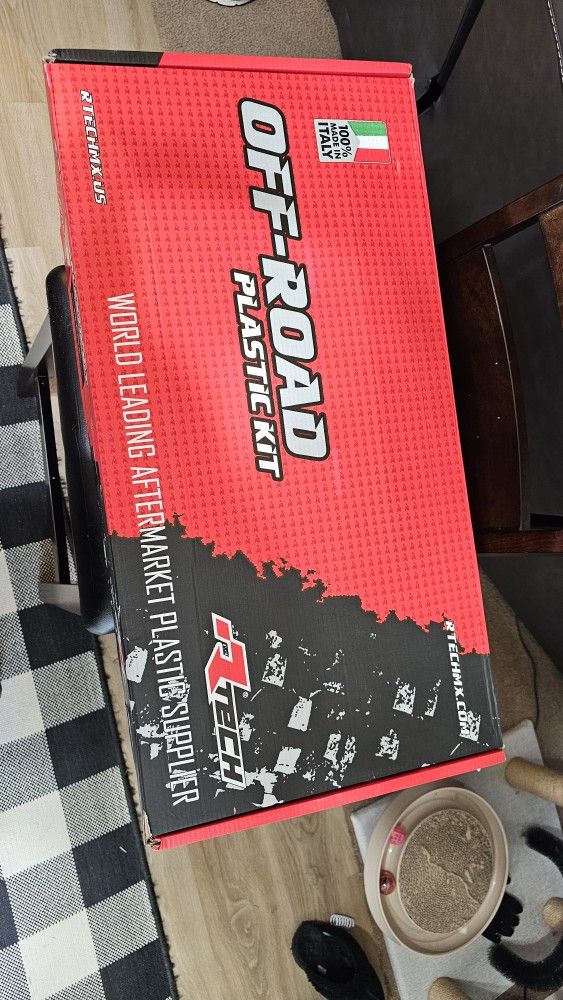 100%
MADE IN
ITALY
OFF-ROAD
PLASTIC KIT
RTECHMX.US
RTECHMX.COM
WORLD LEADING AFTERMARKET PLASTIC SUPPLIER
RTECH®